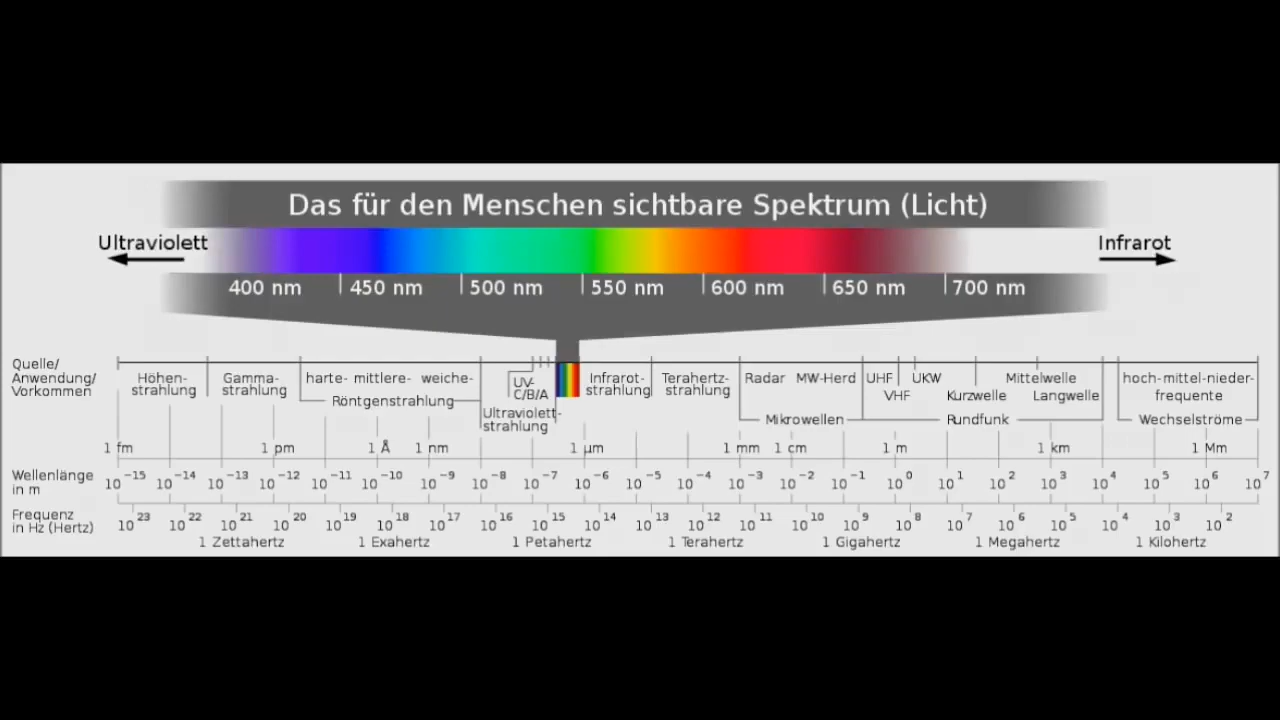 Das für den Menschen sichtbare Spektrum (Licht)
Ultraviolett
Infrarot
400 nm 450 nm 500 nm 550 nm 600 nm 650 nm 700 nm
Quelle/
Anwendung/
Vorkommen
Höhen-
strahlung
Gamma-
strahlung
harte- mittlere- weiche-
Röntgenstrahlung
UV-
C/B/A
Ultraviolett-
strahlung
Infrarot-
strahlung
Terahertz-
strahlung
Radar MW-Herd
Mikrowellen
UHF UKW Mittelwelle
VHF Kurzwelle Langwelle
Rundfunk
hoch-mittel-nieder-
frequente
Wechselströme
1 fm 1 pm 1 Å 1 nm 1 µm 1 mm 1 cm 1 m 1 km 1 Mm
Wellenlänge
in m
10⁻¹⁵ 10⁻¹⁴ 10⁻¹³ 10⁻¹² 10⁻¹¹ 10⁻¹⁰ 10⁻⁹ 10⁻⁸ 10⁻⁷ 10⁻⁶ 10⁻⁵ 10⁻⁴ 10⁻³ 10⁻² 10⁻¹ 10⁰ 10¹ 10² 10³ 10⁴ 10⁵ 10⁶ 10⁷
Frequenz
in Hz (Hertz)
10²³ 10²² 10²¹ 10²⁰ 10¹⁹ 10¹⁸ 10¹⁷ 10¹⁶ 10¹⁵ 10¹⁴ 10¹³ 10¹² 10¹¹ 10¹⁰ 10⁹ 10⁸ 10⁷ 10⁶ 10⁵ 10⁴ 10³ 10²
1 Zettahertz 1 Exahertz 1 Petahertz 1 Terahertz 1 Gigahertz 1 Megahertz 1 Kilohertz